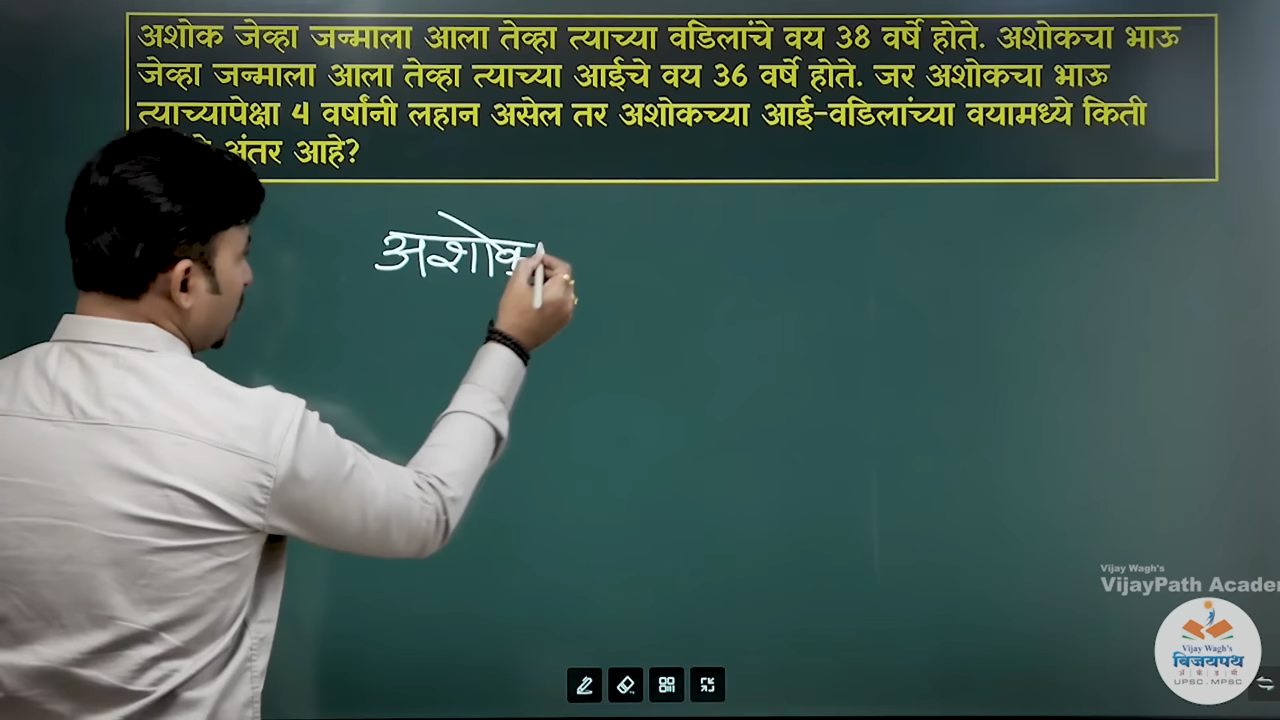 अशोक जेव्हा जन्माला आला तेव्हा त्याच्या वडिलांचे वय 38 वर्षे होते. अशोकचा भाऊ
जेव्हा जन्माला आला तेव्हा त्याच्या आईचे वय 36 वर्षे होते. जर अशोकचा भाऊ
त्याच्यापेक्षा 4 वर्षांनी लहान असेल तर अशोकच्या आई-वडिलांच्या वयामध्ये किती
अंतर आहे?
अशोक
Vijay Wagh's
VijayPath Acade
Vijay Wagh's
विजयपथ
UPSC . MPSC